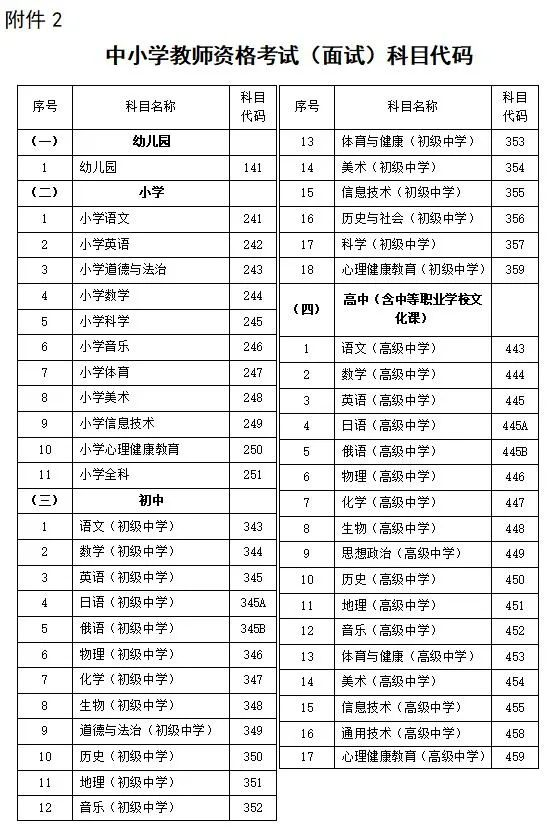 附件 2
中小学教师资格考试（面试）科目代码
序号 科目名称 科目代码
（一） 幼儿园
1 幼儿园 141
（二） 小学
1 小学语文 241
2 小学英语 242
3 小学道德与法治 243
4 小学数学 244
5 小学科学 245
6 小学音乐 246
7 小学体育 247
8 小学美术 248
9 小学信息技术 249
10 小学心理健康教育 250
11 小学全科 251
（三） 初中
1 语文（初级中学） 343
2 数学（初级中学） 344
3 英语（初级中学） 345
4 日语（初级中学） 345A
5 俄语（初级中学） 345B
6 物理（初级中学） 346
7 化学（初级中学） 347
8 生物（初级中学） 348
9 道德与法治（初级中学） 349
10 历史（初级中学） 350
11 地理（初级中学） 351
12 音乐（初级中学） 352
序号 科目名称 科目代码
13 体育与健康（初级中学） 353
14 美术（初级中学） 354
15 信息技术（初级中学） 355
16 历史与社会（初级中学） 356
17 科学（初级中学） 357
18 心理健康教育（初级中学） 359
（四） 高中（含中等职业学校文化课）
1 语文（高级中学） 443
2 数学（高级中学） 444
3 英语（高级中学） 445
4 日语（高级中学） 445A
5 俄语（高级中学） 445B
6 物理（高级中学） 446
7 化学（高级中学） 447
8 生物（高级中学） 448
9 思想政治（高级中学） 449
10 历史（高级中学） 450
11 地理（高级中学） 451
12 音乐（高级中学） 452
13 体育与健康（高级中学） 453
14 美术（高级中学） 454
15 信息技术（高级中学） 455
16 通用技术（高级中学） 458
17 心理健康教育（高级中学） 459